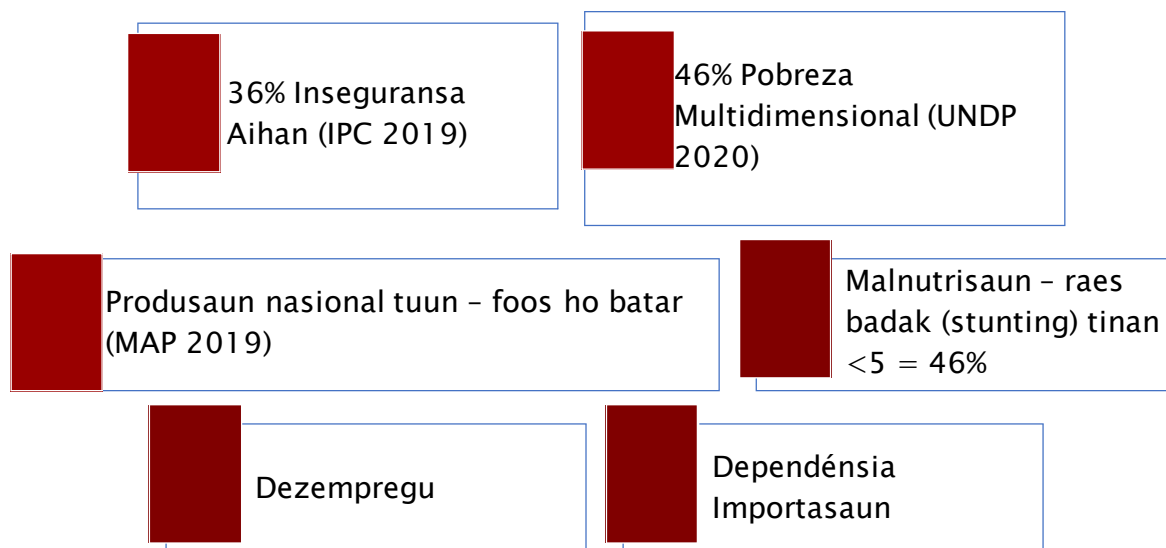 36% Inseguransa
Aihan (IPC 2019)
46% Pobreza
Multidimensional (UNDP
2020)
Produsaun nasional tuun – foos ho batar
(MAP 2019)
Malnutrisaun – raes
badak (stunting) tinan
<5 = 46%
Dezempregu
Dependénsia
Importasaun